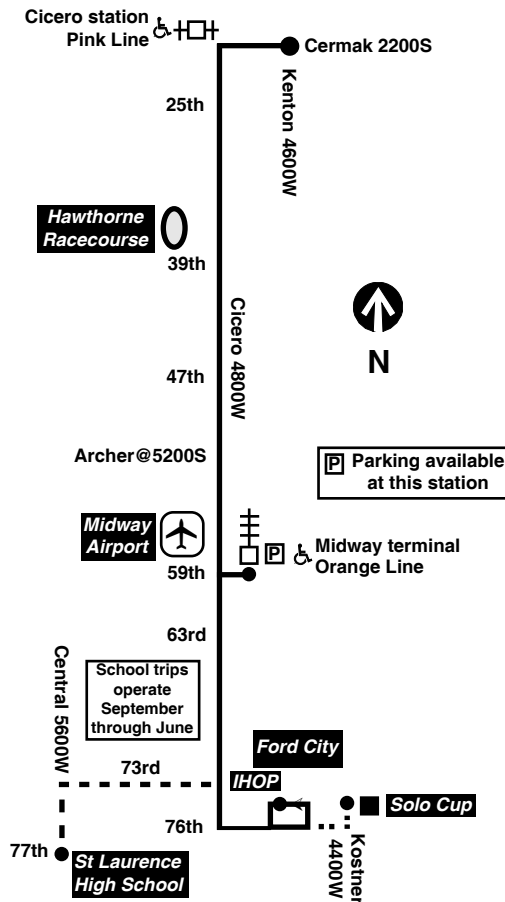 Cicero station
Pink Line
Cermak 2200S
Kenton 4600W
25th
Hawthorne
Racecourse
39th
Cicero 4800W
N
47th
Archer@5200S
P Parking available
at this station
Midway
Airport
P
Midway terminal
Orange Line
59th
63rd
Central 5600W
School trips
operate
September
through June
Ford City
73rd
IHOP
Solo Cup
76th
Kostner
4400W
77th
St Laurence
High School